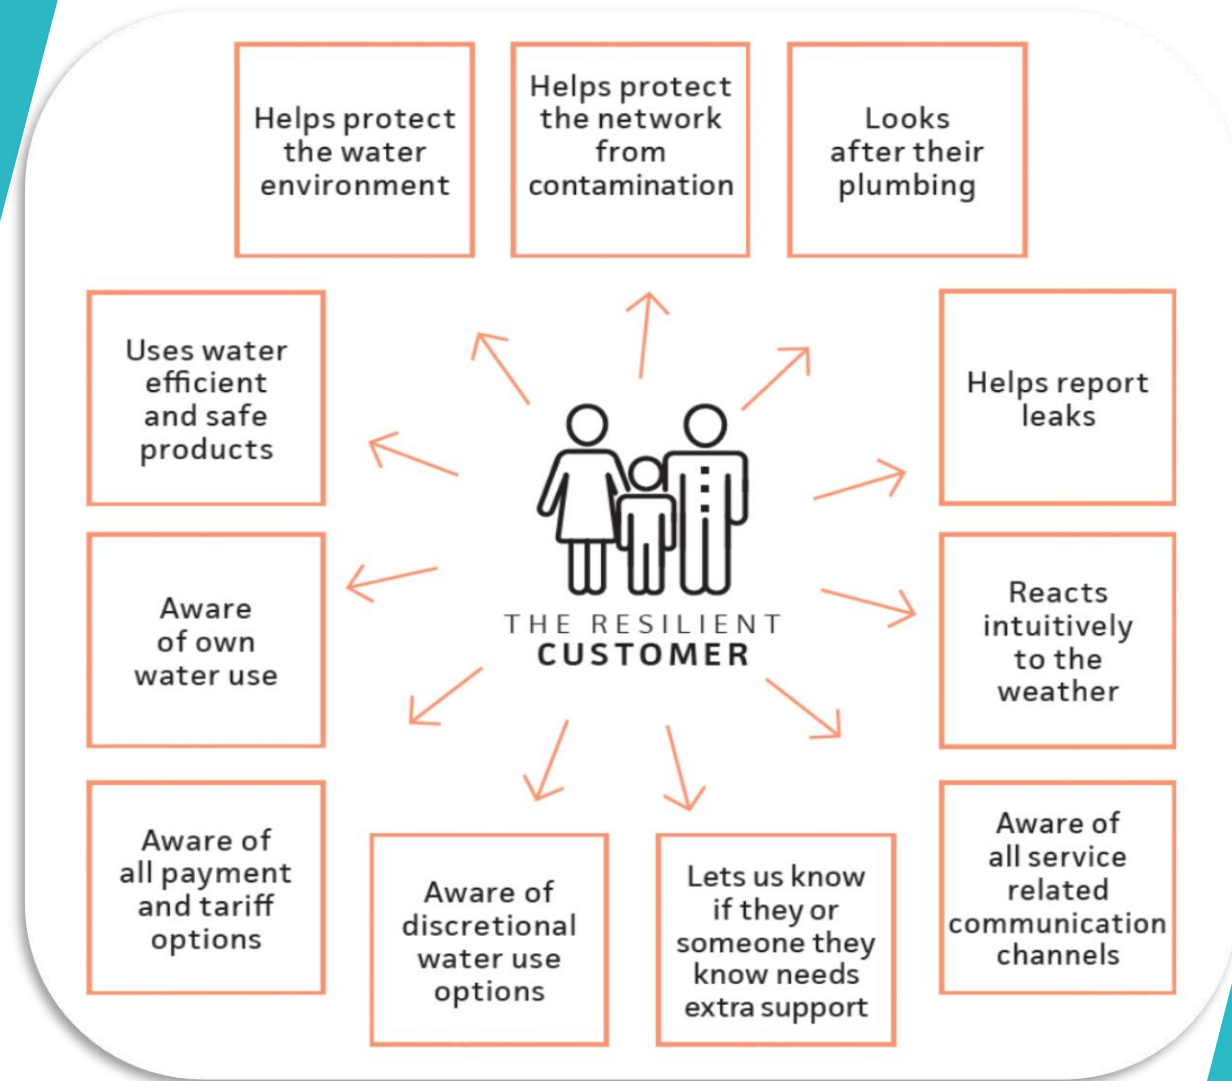 Helps protect
the water
environment
Helps protect
the network
from
contamination
Looks
after their
plumbing
Uses water
efficient
and safe
products
Helps report
leaks
THE RESILIENT
CUSTOMER
Aware
of own
water use
Reacts
intuitively
to the
weather
Aware of
all payment
and tariff
options
Aware of
discretional
water use
options
Lets us know
if they or
someone they
know needs
extra support
Aware of
all service
related
communication
channels